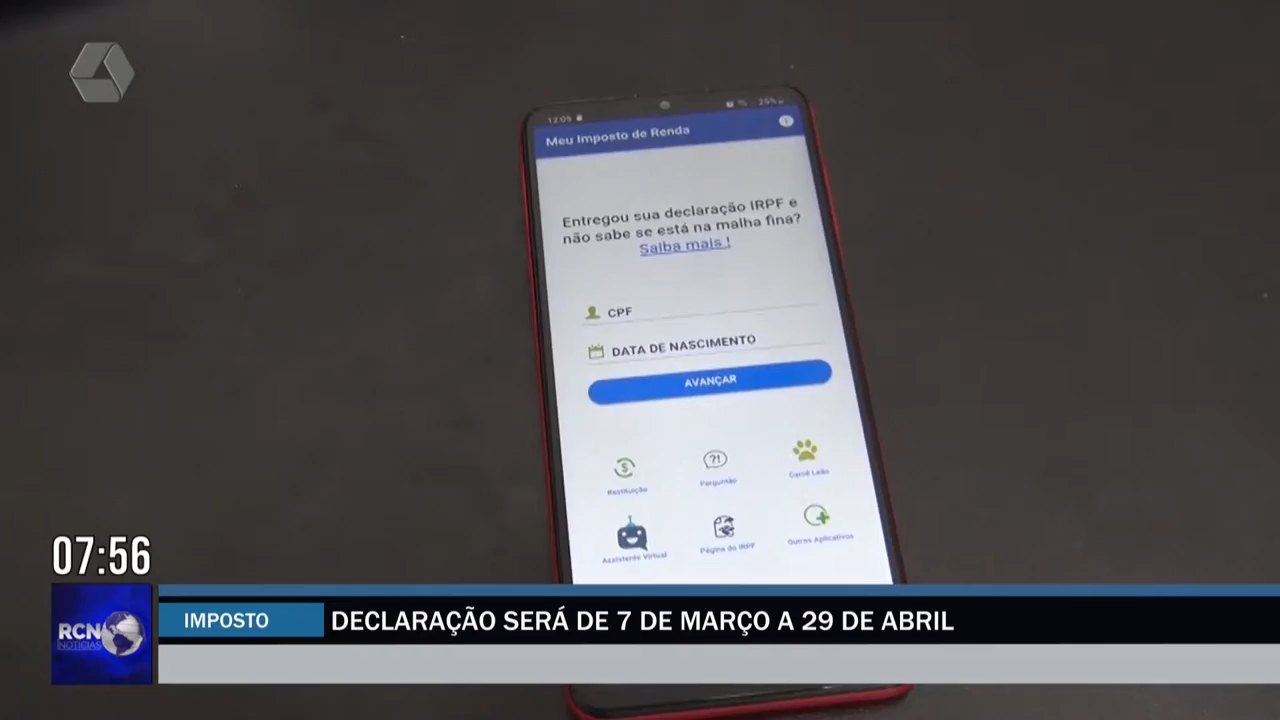 12:05
25%
Meu Imposto de Renda
Entregou sua declaração IRPF e
não sabe se está na malha fina?
Saiba mais !
CPF
DATA DE NASCIMENTO
AVANÇAR
Restituição
Perguntão
Carnê Leão
Assistente Virtual
Página do IRPF
Outros Aplicativos
07:56
RCN
NOTÍCIAS
IMPOSTO
DECLARAÇÃO SERÁ DE 7 DE MARÇO A 29 DE ABRIL